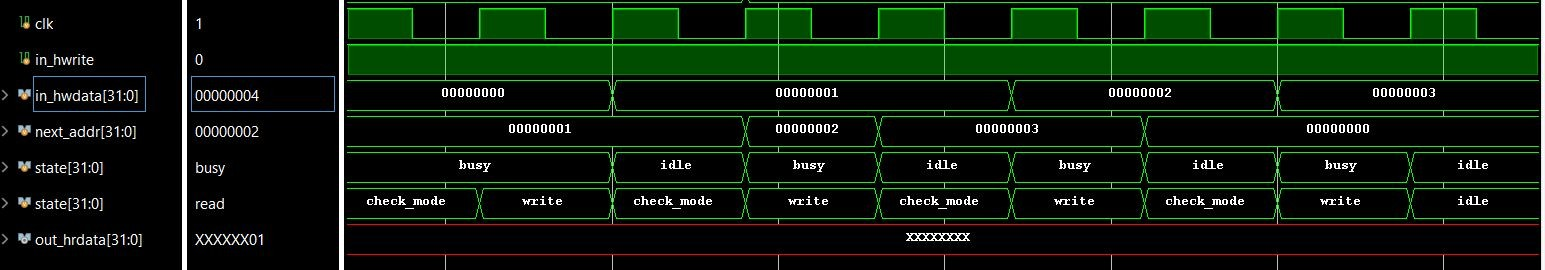 clk 1
in_hwrite 0
in_hwdata[31:0] 00000004 00000000 00000001 00000002 00000003
next_addr[31:0] 00000002 00000001 00000002 00000003 00000000
state[31:0] busy busy idle busy idle busy idle busy idle
state[31:0] read check_mode write check_mode write check_mode write check_mode write idle
out_hrdata[31:0] XXXXXX01 XXXXXXXX